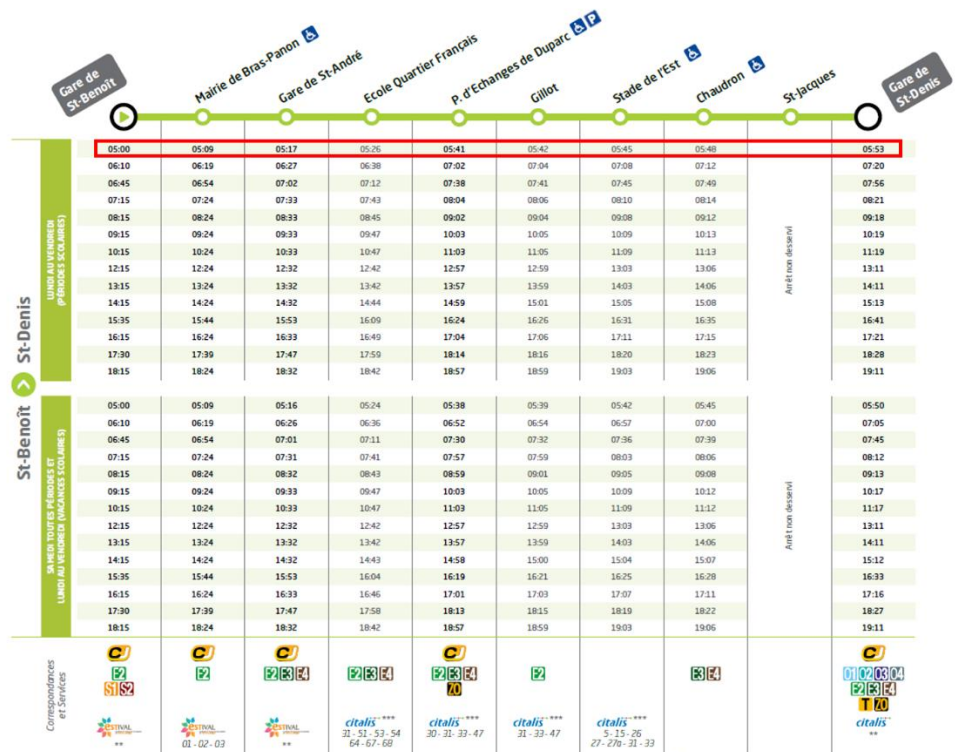 Gare de
St-Benoît
Mairie de Bras-Panon
Gare de St-André
Ecole Quartier Français
P. d'Echanges de Duparc P
Gillot
Stade de l'Est
Chaudron
St-Jacques
Gare de
St-Denis
St-Benoît St-Denis
LUNDI AU VENDREDI
(PÉRIODES SCOLAIRES)
05:00 05:09 05:17 05:26 05:41 05:42 05:45 05:48 05:53
06:10 06:19 06:27 06:38 07:02 07:04 07:08 07:12 07:20
06:45 06:54 07:02 07:12 07:38 07:41 07:45 07:49 07:56
07:15 07:24 07:33 07:43 08:04 08:06 08:10 08:14 08:21
08:15 08:24 08:33 08:45 09:02 09:04 09:08 09:12 09:18
09:15 09:24 09:33 09:47 10:03 10:05 10:09 10:13 10:19
10:15 10:24 10:33 10:47 11:03 11:05 11:09 11:13 11:19
12:15 12:24 12:32 12:42 12:57 12:59 13:03 13:06 13:11
13:15 13:24 13:32 13:42 13:57 13:59 14:03 14:06 14:11
14:15 14:24 14:32 14:44 14:59 15:01 15:05 15:08 15:13
15:35 15:44 15:53 16:09 16:24 16:26 16:31 16:35 16:41
16:15 16:24 16:33 16:49 17:04 17:06 17:11 17:15 17:21
17:30 17:39 17:47 17:59 18:14 18:16 18:20 18:23 18:28
18:15 18:24 18:32 18:42 18:57 18:59 19:03 19:06 19:11
Arrêt non desservi
SAMEDI TOUTES PÉRIODES ET
LUNDI AU VENDREDI (VACANCES SCOLAIRES)
05:00 05:09 05:16 05:24 05:38 05:39 05:42 05:45 05:50
06:10 06:19 06:26 06:36 06:52 06:54 06:57 07:00 07:05
06:45 06:54 07:01 07:11 07:30 07:32 07:36 07:39 07:45
07:15 07:24 07:31 07:41 07:57 07:59 08:03 08:06 08:12
08:15 08:24 08:32 08:43 08:59 09:01 09:05 09:08 09:13
09:15 09:24 09:33 09:47 10:03 10:05 10:09 10:12 10:17
10:15 10:24 10:33 10:47 11:03 11:05 11:09 11:12 11:17
12:15 12:24 12:32 12:42 12:57 12:59 13:03 13:06 13:11
13:15 13:24 13:32 13:42 13:57 13:59 14:03 14:06 14:11
14:15 14:24 14:32 14:43 14:58 15:00 15:04 15:07 15:12
15:35 15:44 15:53 16:04 16:19 16:21 16:25 16:28 16:33
16:15 16:24 16:33 16:46 17:01 17:03 17:07 17:11 17:16
17:30 17:39 17:47 17:58 18:13 18:15 18:19 18:22 18:27
18:15 18:24 18:32 18:42 18:57 18:59 19:03 19:06 19:11
Arrêt non desservi
Correspondances
et Services
CJ CJ CJ CJ CJ
E2 E2 E2 E3 E4 E2 E3 E4 E2 E3 E4 E2 E3 E4 01 02 03 04
S1 S2 ZO E2 E3 E4
T ZO
ESTIVAL ESTIVAL ESTIVAL citalis *** citalis *** citalis *** citalis *** citalis
** 01 - 02 - 03 ** 31 - 51 - 53 - 54 30 - 31 - 33 - 47 31 - 33 - 47 5 - 15 - 26 **
64 - 67 - 68 27 - 27a - 31 - 33